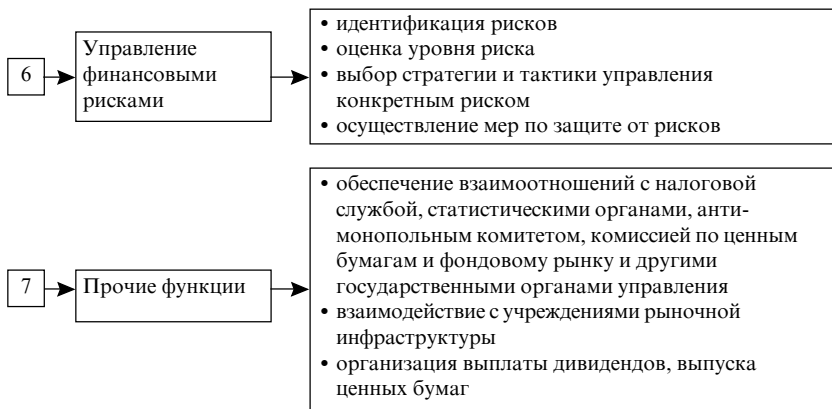 6
Управление
финансовыми
рисками
• идентификация рисков
• оценка уровня риска
• выбор стратегии и тактики управления
конкретным риском
• осуществление мер по защите от рисков
7
Прочие функции
• обеспечение взаимоотношений с налоговой
службой, статистическими органами, анти-
монопольным комитетом, комиссией по ценным
бумагам и фондовому рынку и другими
государственными органами управления
• взаимодействие с учреждениями рыночной
инфраструктуры
• организация выплаты дивидендов, выпуска
ценных бумаг